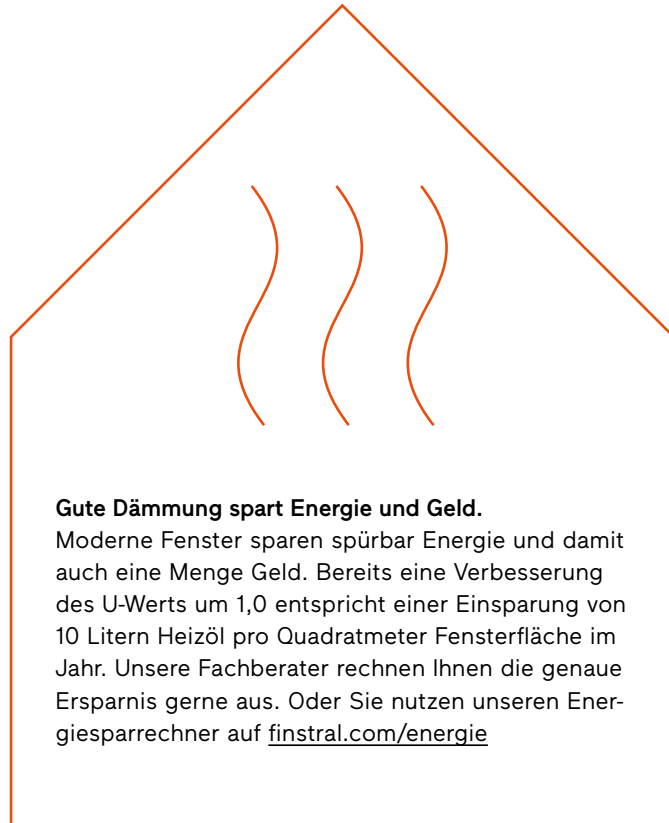 Gute Dämmung spart Energie und Geld.
Moderne Fenster sparen spürbar Energie und damit
auch eine Menge Geld. Bereits eine Verbesserung
des U-Werts um 1,0 entspricht einer Einsparung von
10 Litern Heizöl pro Quadratmeter Fensterfläche im
Jahr. Unsere Fachberater rechnen Ihnen die genaue
Ersparnis gerne aus. Oder Sie nutzen unseren Ener-
giesparrechner auf finstral.com/energie